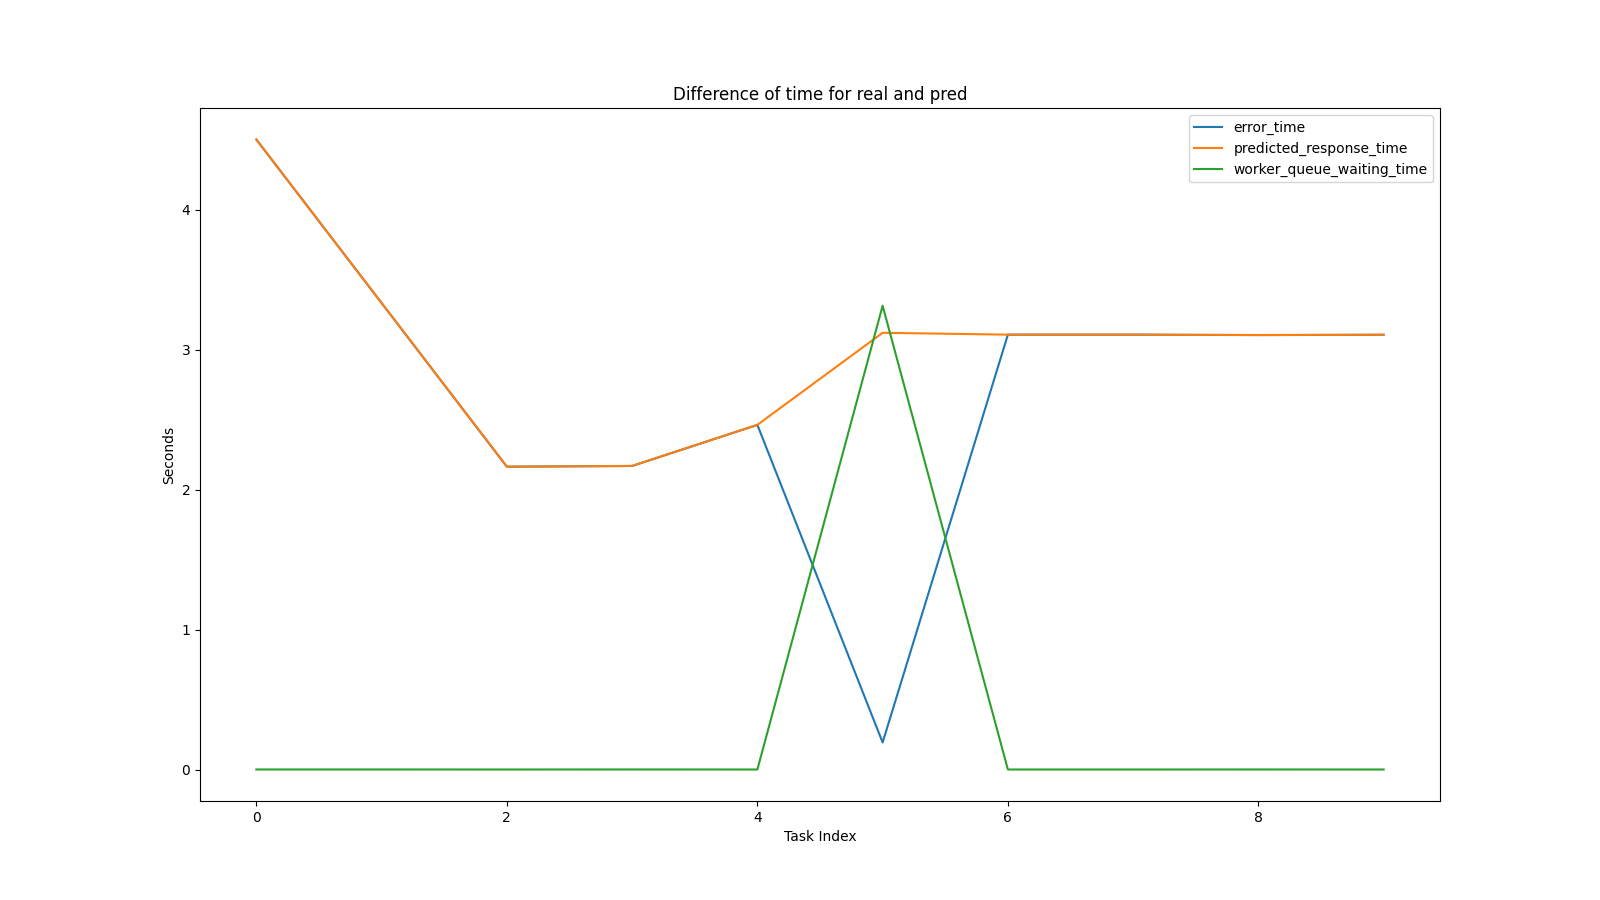 Difference of time for real and pred
error_time
predicted_response_time
worker_queue_waiting_time
4
3
2
1
0
Seconds
0 2 4 6 8
Task Index